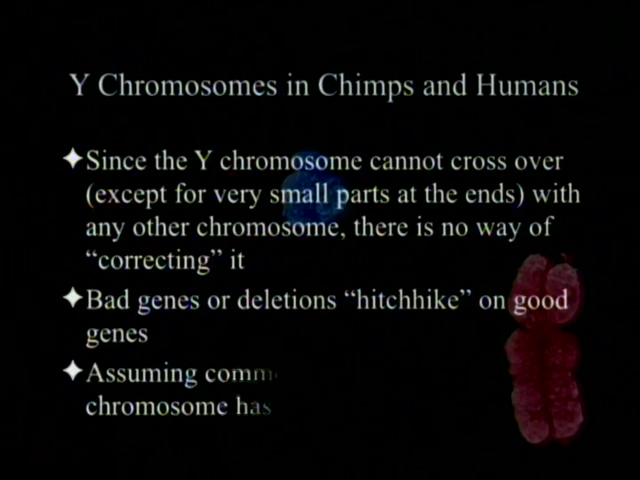 Y Chromosomes in Chimps and Humans
Since the Y chromosome cannot cross over
(except for very small parts at the ends) with
any other chromosome, there is no way of
“correcting” it
Bad genes or deletions “hitchhike” on good
genes
Assuming
chromosome has